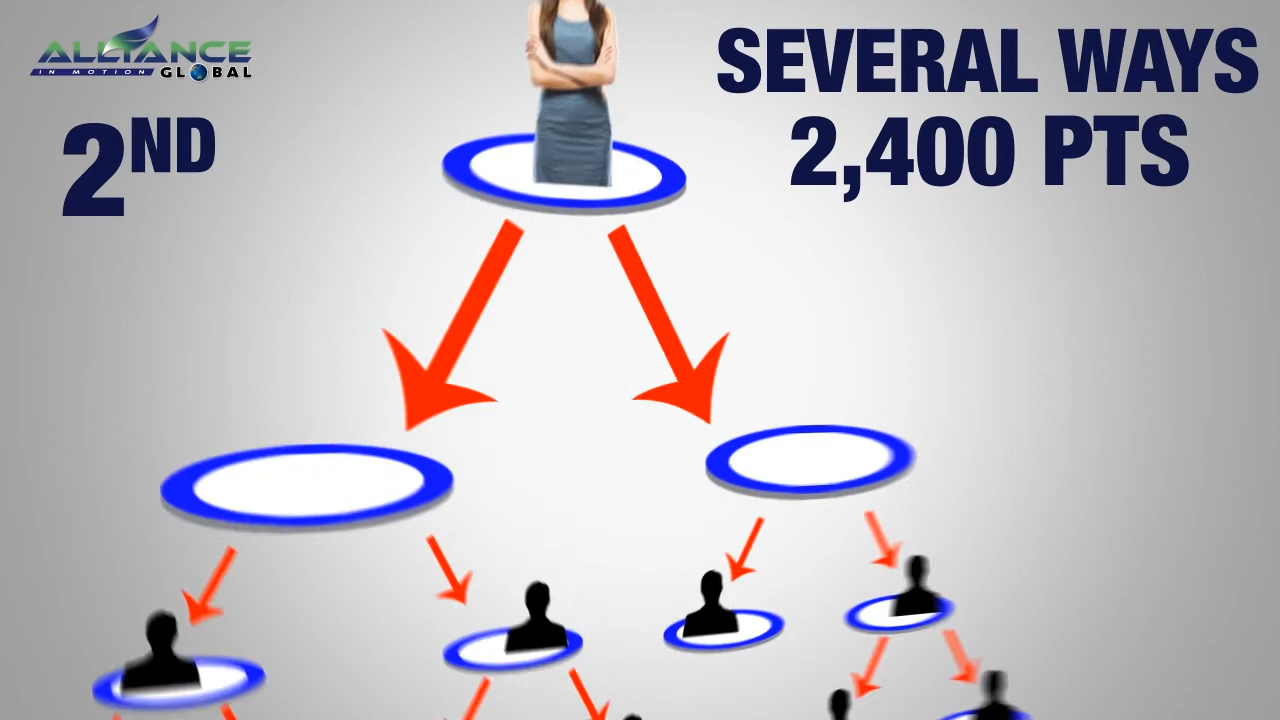 ALLIANCE
IN MOTION GLOBAL
2ND
SEVERAL WAYS
2,400 PTS